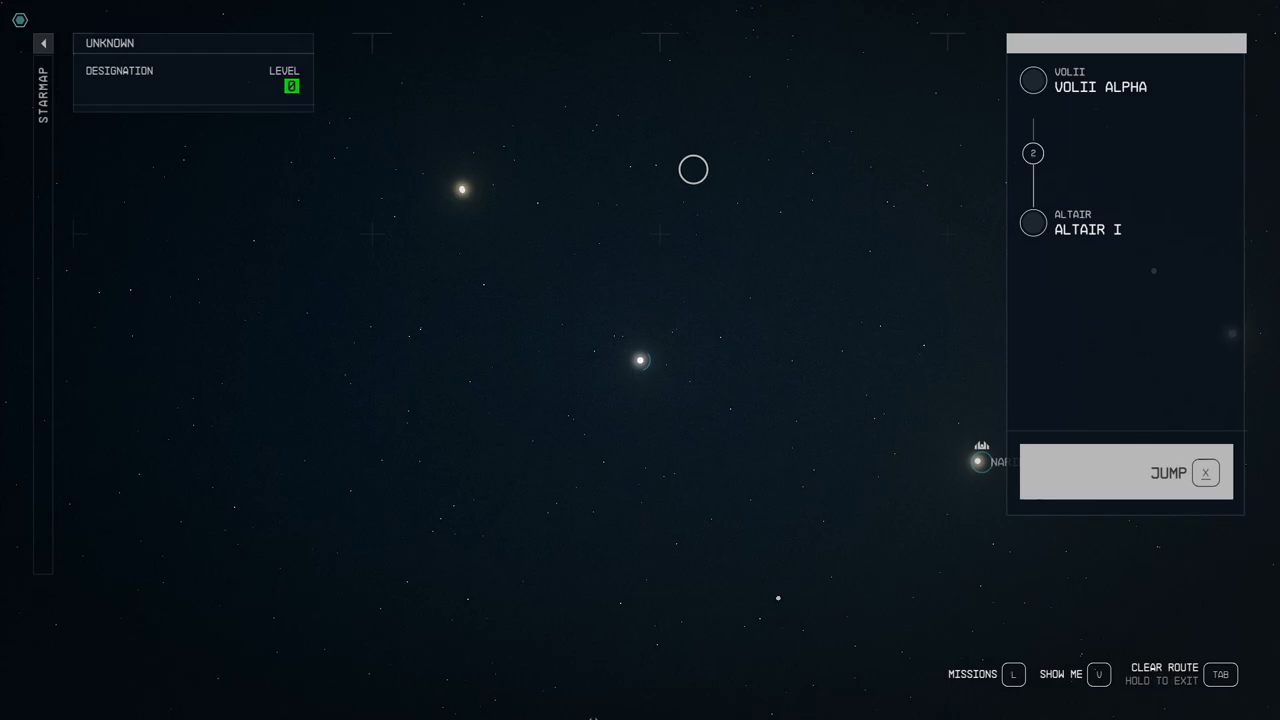 UNKNOWN
DESIGNATION
LEVEL
0
STARMAP
VOLII
VOLII ALPHA
2
ALTAIR
ALTAIR I
JUMP X
MISSIONS L
SHOW ME V
CLEAR ROUTE
HOLD TO EXIT
TAB